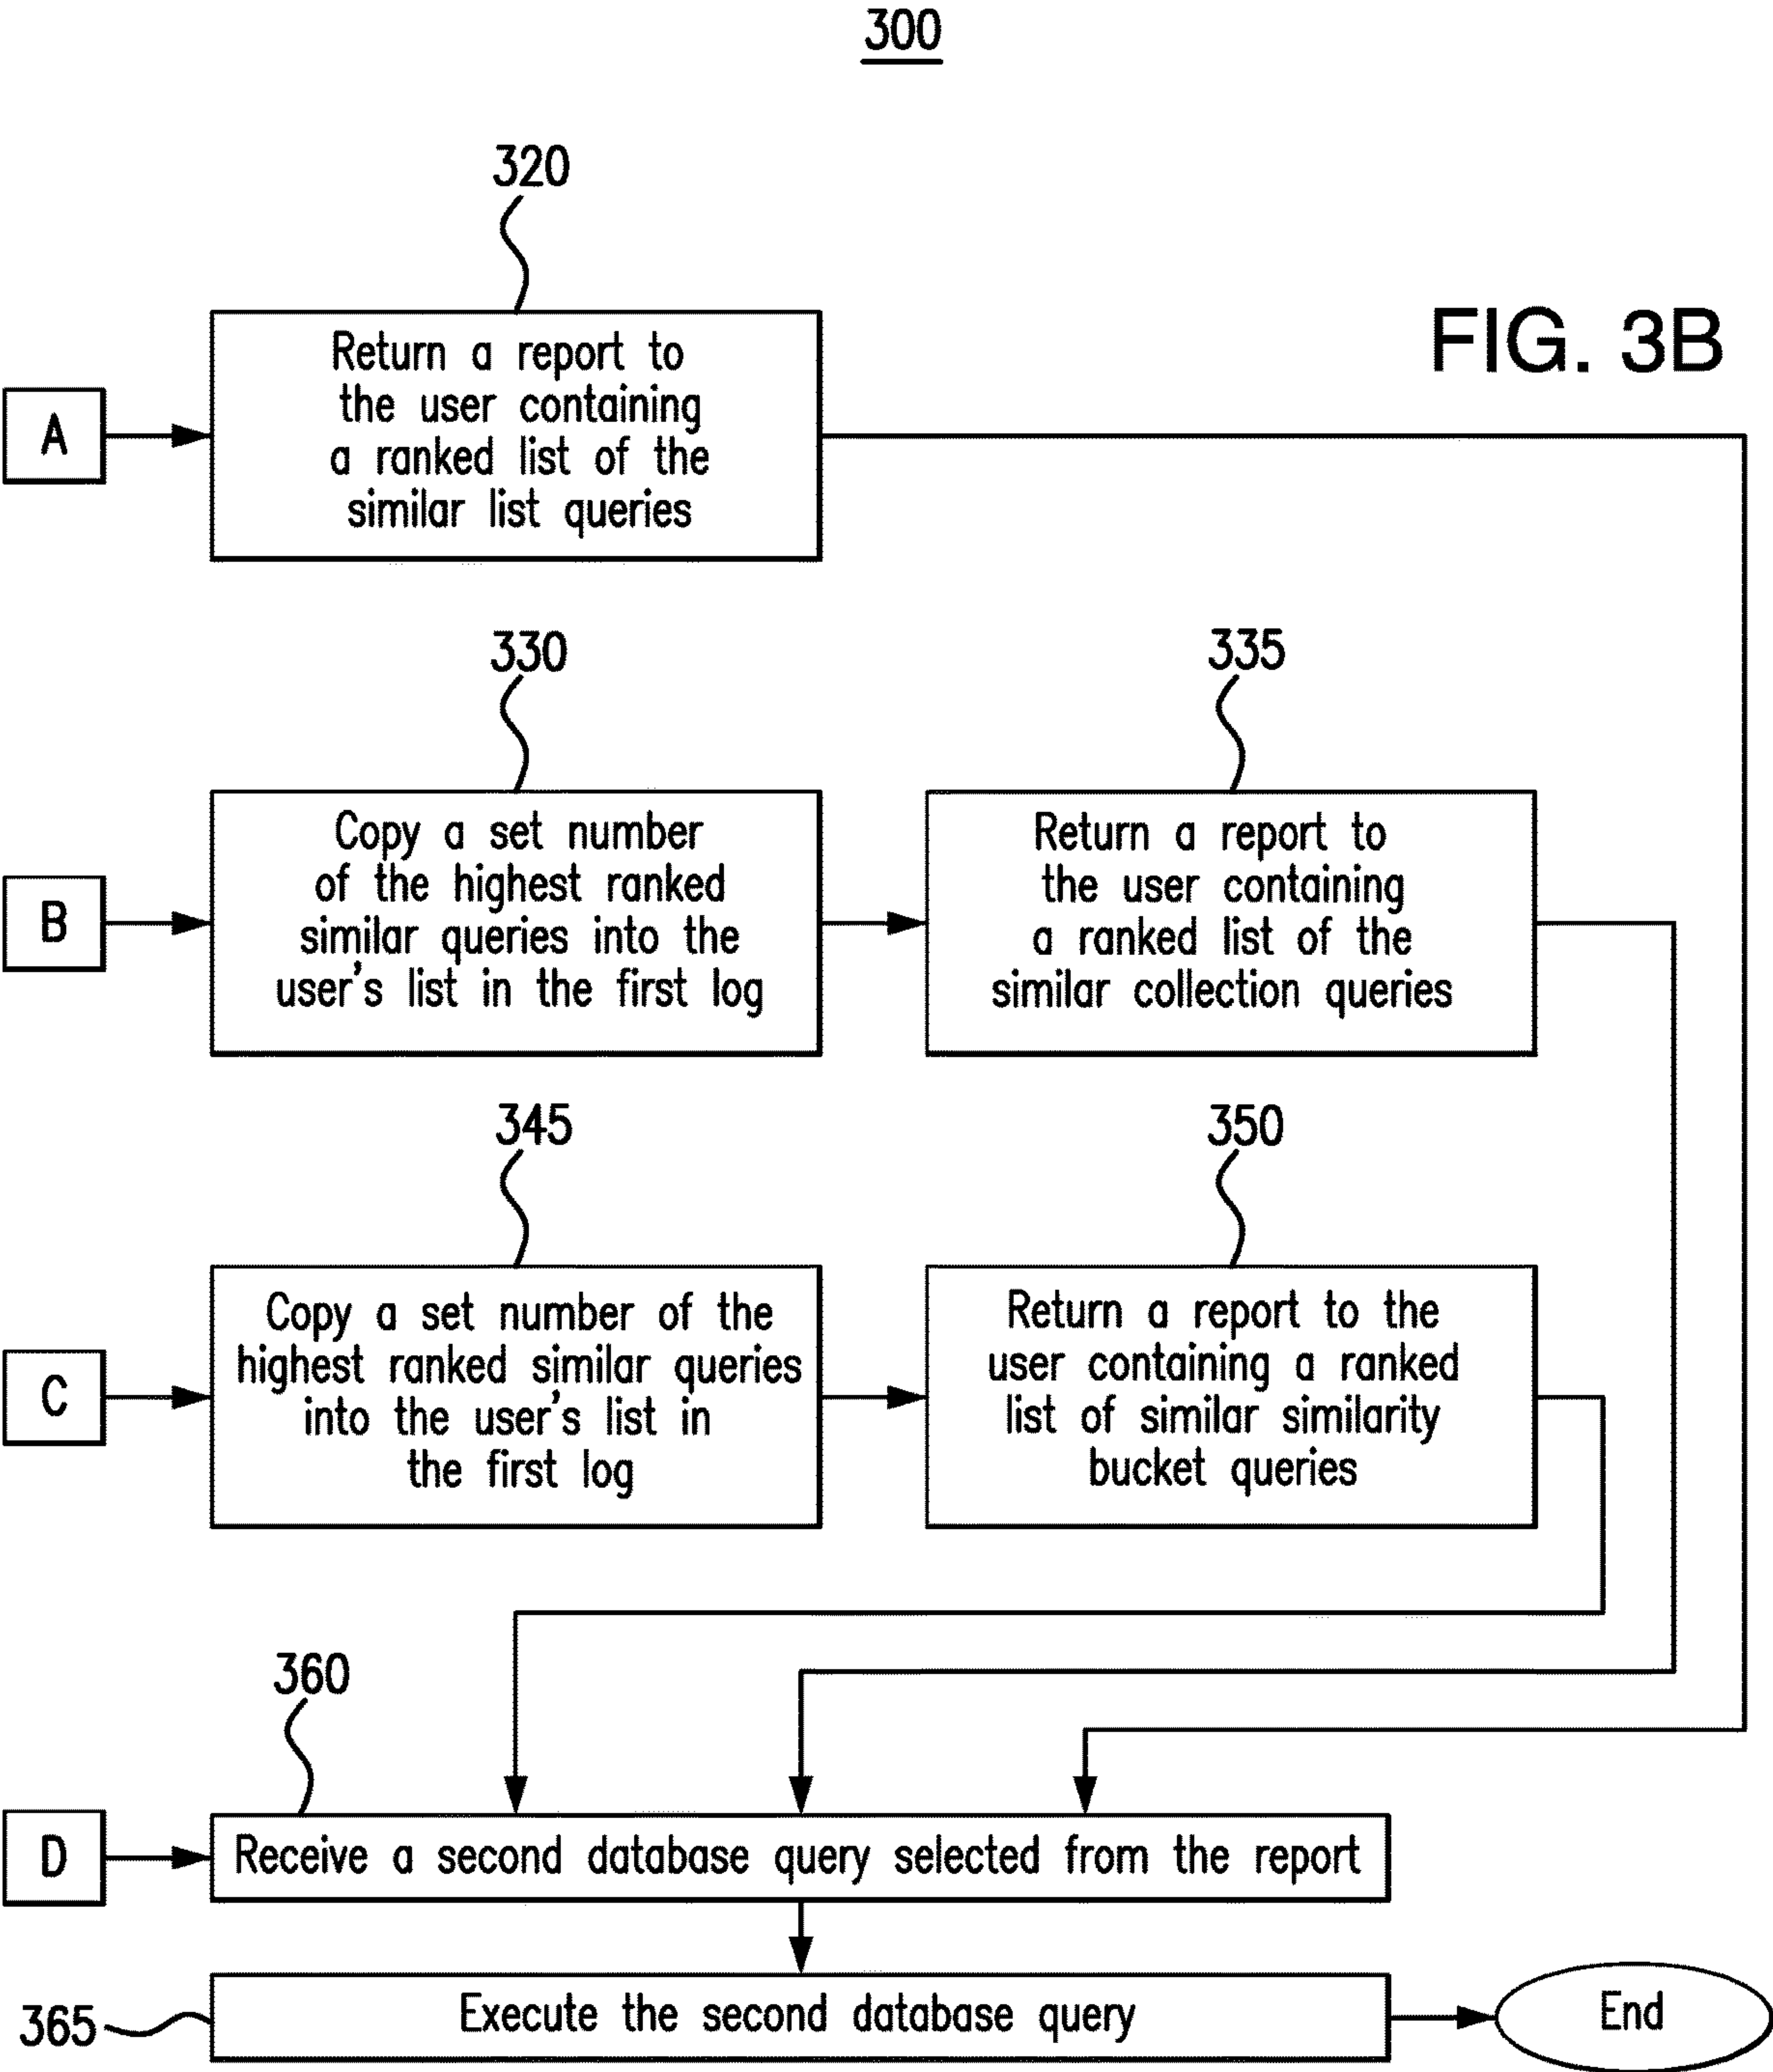 300
FIG. 3B
320
A
Return a report to
the user containing
a ranked list of the
similar list queries
330
335
B
Copy a set number
of the highest ranked
similar queries into the
user's list in the first log
Return a report to
the user containing
a ranked list of the
similar collection queries
345
350
C
Copy a set number of the
highest ranked similar queries
into the user's list in
the first log
Return a report to the
user containing a ranked
list of similar similarity
bucket queries
360
D
Receive a second database query selected from the report
365
Execute the second database query
End